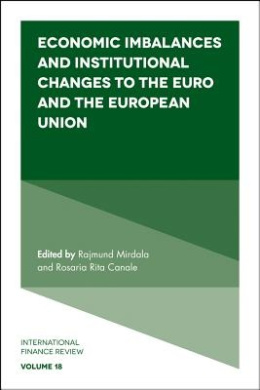 ECONOMIC IMBALANCES
AND INSTITUTIONAL
CHANGES TO THE EURO
AND THE EUROPEAN
UNION
Edited by Rajmund Mirdala
and Rosaria Rita Canale
INTERNATIONAL
FINANCE REVIEW
VOLUME 18